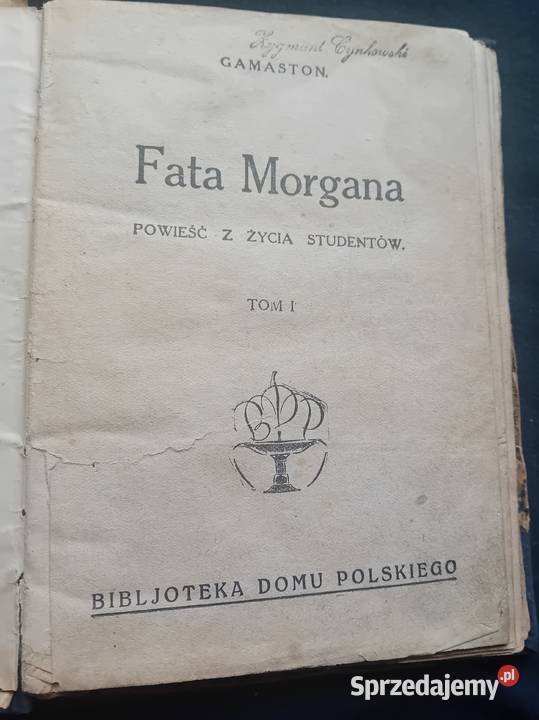 Zygmunt Cynkowski
GAMASTON.
Fata Morgana
POWIEŚĆ Z ŻYCIA STUDENTÓW.
TOM I
BDP
BIBLJOTEKA DOMU POLSKIEGO
Sprzedajemy.pl